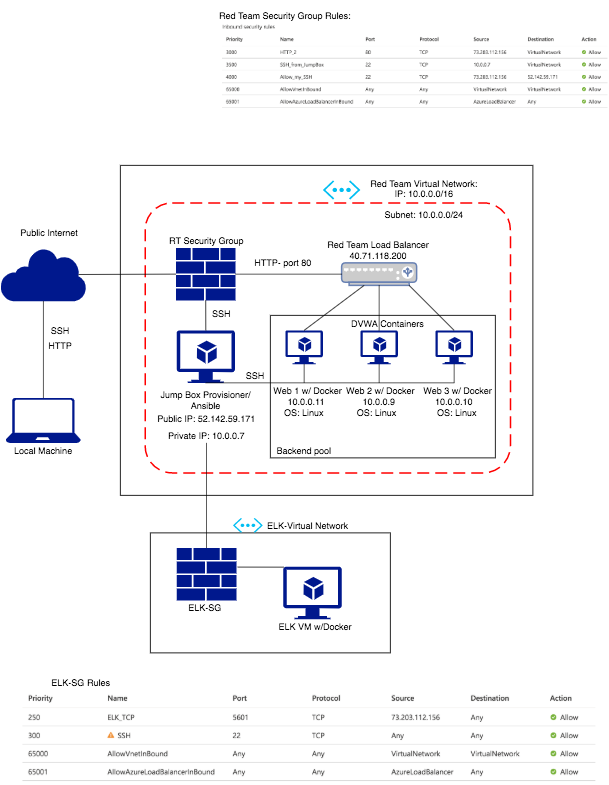 Red Team Security Group Rules:
Inbound security rules
Priority Name Port Protocol Source Destination Action
3000 HTTP_2 80 TCP 73.203.112.156 VirtualNetwork Allow
3500 SSH_from_JumpBox 22 TCP 10.0.0.7 VirtualNetwork Allow
4000 Allow_my_SSH 22 TCP 73.203.112.156 52.142.59.171 Allow
65000 AllowVnetInBound Any Any VirtualNetwork VirtualNetwork Allow
65001 AllowAzureLoadBalancerInBound Any Any AzureLoadBalancer Any Allow
Red Team Virtual Network:
IP: 10.0.0.0/16
Subnet: 10.0.0.0/24
Public Internet
RT Security Group
Red Team Load Balancer
40.71.118.200
HTTP- port 80
SSH
HTTP
SSH
DVWA Containers
SSH
Jump Box Provisioner/
Ansible
Public IP: 52.142.59.171
Private IP: 10.0.0.7
Web 1 w/ Docker
10.0.0.11
OS: Linux
Web 2 w/ Docker
10.0.0.9
OS: Linux
Web 3 w/ Docker
10.0.0.10
OS: Linux
Backend pool
Local Machine
ELK-Virtual Network
ELK-SG
ELK VM w/Docker
ELK-SG Rules
Priority Name Port Protocol Source Destination Action
250 ELK_TCP 5601 TCP 73.203.112.156 Any Allow
300 SSH 22 TCP Any Any Allow
65000 AllowVnetInBound Any Any VirtualNetwork VirtualNetwork Allow
65001 AllowAzureLoadBalancerInBound Any Any AzureLoadBalancer Any Allow